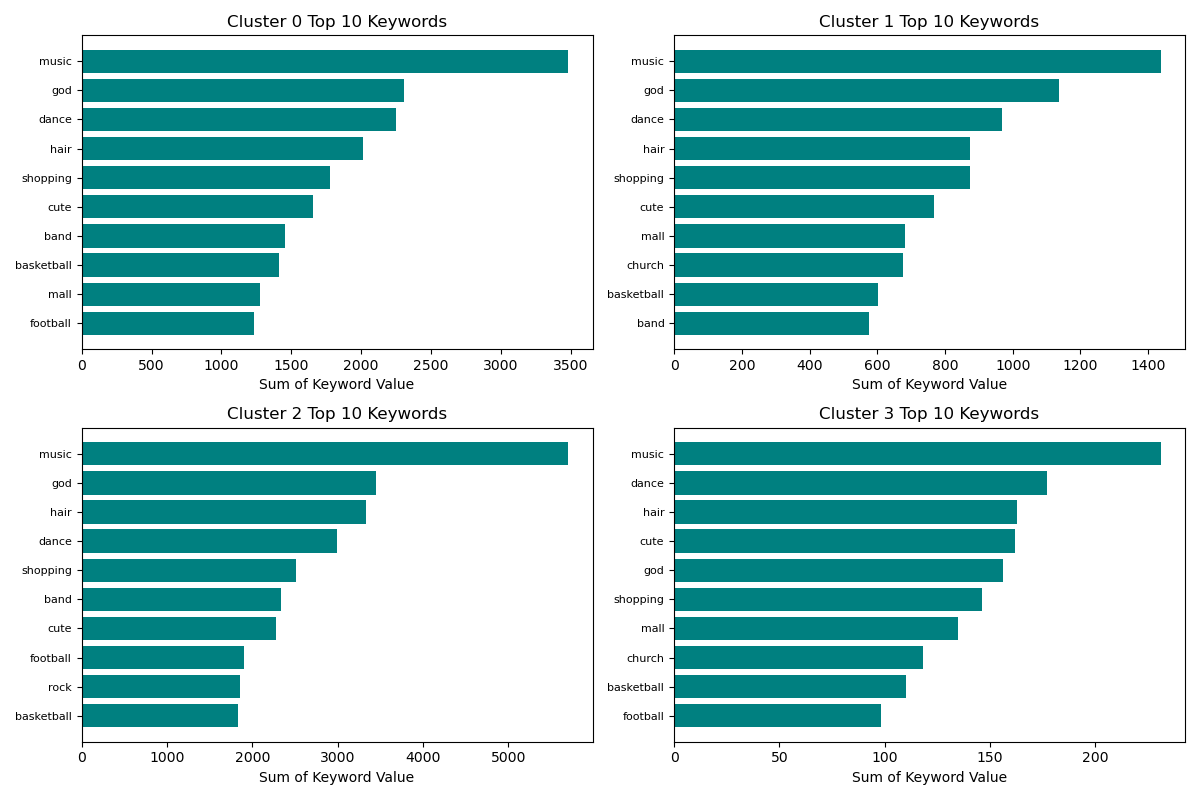 Cluster 0 Top 10 Keywords
music
god
dance
hair
shopping
cute
band
basketball
mall
football
0 500 1000 1500 2000 2500 3000 3500
Sum of Keyword Value
Cluster 1 Top 10 Keywords
music
god
dance
hair
shopping
cute
mall
church
basketball
band
0 200 400 600 800 1000 1200 1400
Sum of Keyword Value
Cluster 2 Top 10 Keywords
music
god
hair
dance
shopping
band
cute
football
rock
basketball
0 1000 2000 3000 4000 5000
Sum of Keyword Value
Cluster 3 Top 10 Keywords
music
dance
hair
cute
god
shopping
mall
church
basketball
football
0 50 100 150 200
Sum of Keyword Value